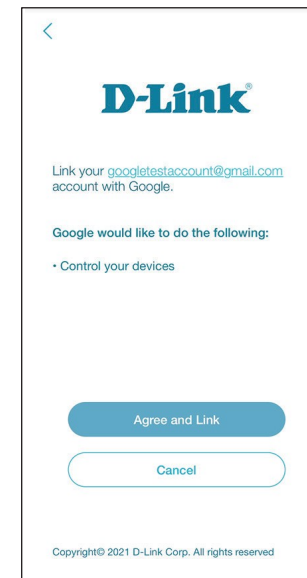 D-Link®
Link your googletestaccount@gmail.com
account with Google.
Google would like to do the following:
• Control your devices
Agree and Link
Cancel
Copyright© 2021 D-Link Corp. All rights reserved